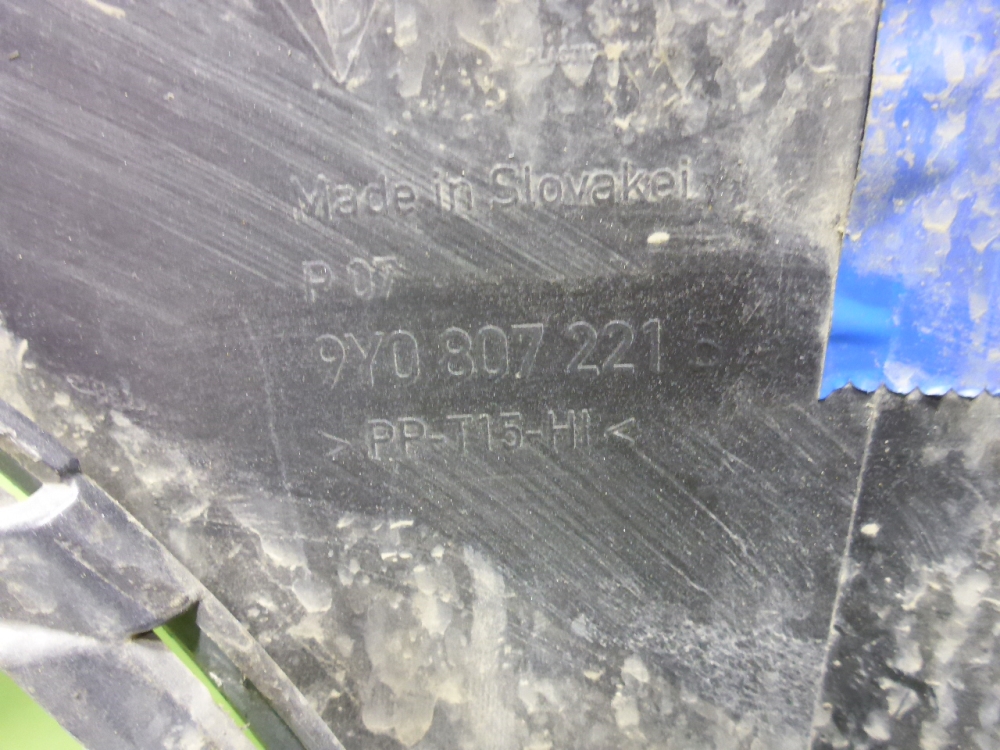 Made in Slovakei
P 07
9Y0 807 221
> PP-T15-HI <